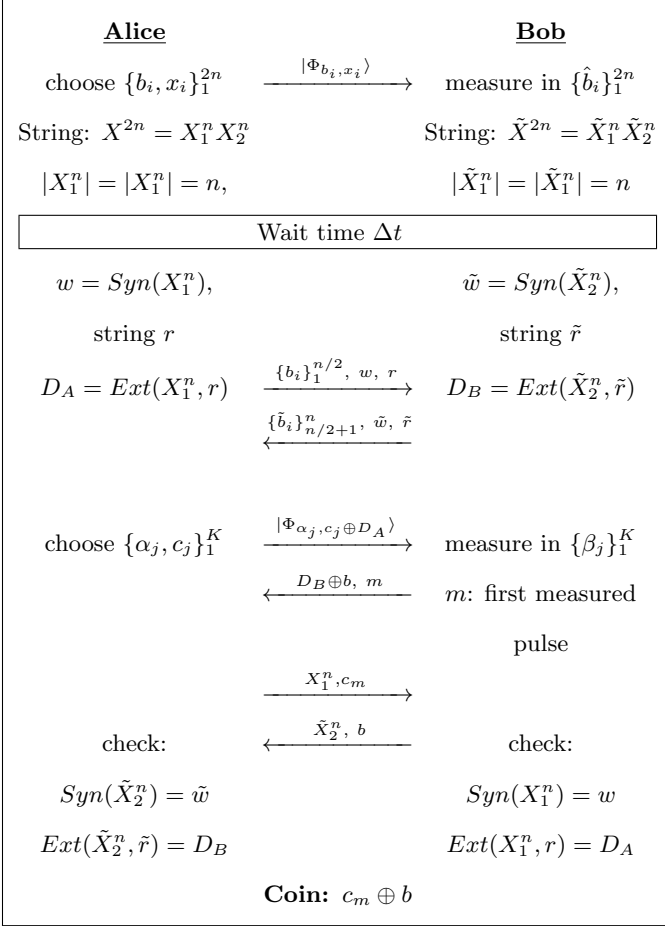 Alice Bob
choose {b_i, x_i}_1^{2n} |Φ_{b_i,x_i}⟩ measure in {b̂_i}_1^{2n}
String: X^{2n} = X_1^n X_2^n String: X̃^{2n} = X̃_1^n X̃_2^n
|X_1^n| = |X_1^n| = n, |X̃_1^n| = |X̃_1^n| = n
Wait time Δt
w = Syn(X_1^n), w̃ = Syn(X̃_2^n),
string r string r̃
D_A = Ext(X_1^n, r) {b_i}_1^{n/2}, w, r D_B = Ext(X̃_2^n, r̃)
{b̃_i}_{n/2+1}^n, w̃, r̃
choose {α_j, c_j}_1^K |Φ_{α_j,c_j⊕D_A}⟩ measure in {β_j}_1^K
D_B⊕b, m m: first measured
pulse
X_1^n, c_m
check: X̃_2^n, b check:
Syn(X̃_2^n) = w̃ Syn(X_1^n) = w
Ext(X̃_2^n, r̃) = D_B Ext(X_1^n, r) = D_A
Coin: c_m ⊕ b